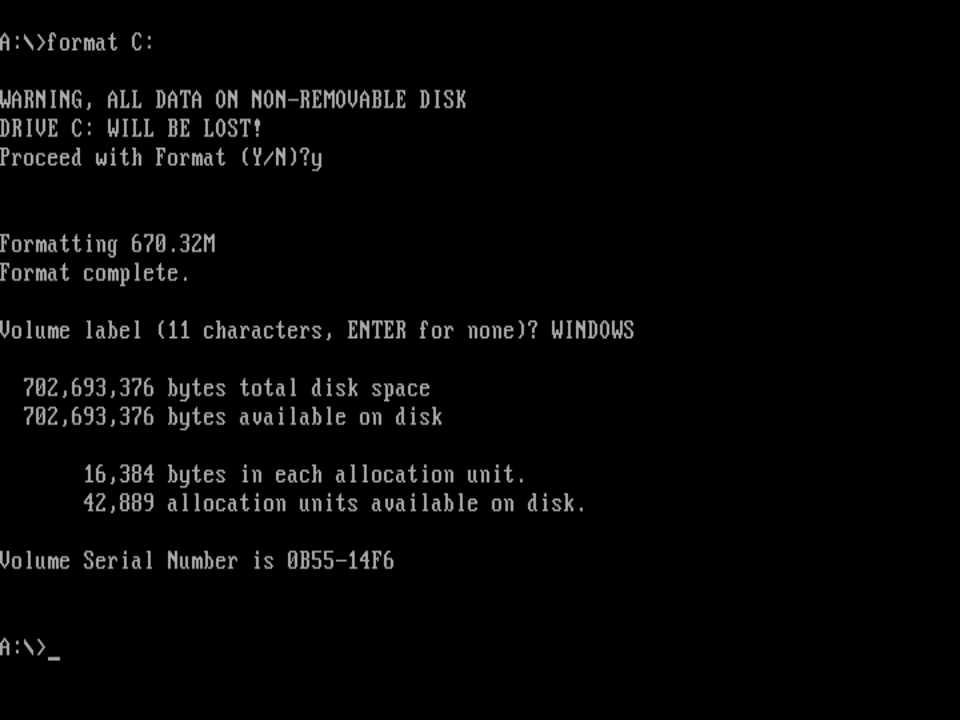 A:\>format C:
WARNING, ALL DATA ON NON-REMOVABLE DISK
DRIVE C: WILL BE LOST!
Proceed with Format (Y/N)?y
Formatting 670.32M
Format complete.
Volume label (11 characters, ENTER for none)? WINDOWS
702,693,376 bytes total disk space
702,693,376 bytes available on disk
16,384 bytes in each allocation unit.
42,889 allocation units available on disk.
Volume Serial Number is 0B55-14F6
A:\>_